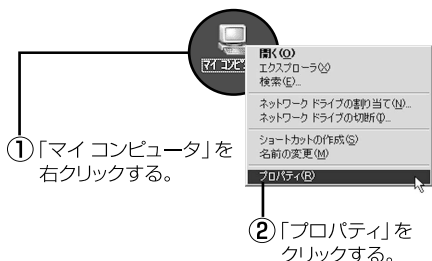 マイ コンピュータ
開く(O)
エクスプローラ(X)
検索(E)...
ネットワーク ドライブの割り当て(N)...
ネットワーク ドライブの切断(I)...
ショートカットの作成(S)
名前の変更(M)
プロパティ(R)
①「マイ コンピュータ」を
右クリックする。
②「プロパティ」を
クリックする。